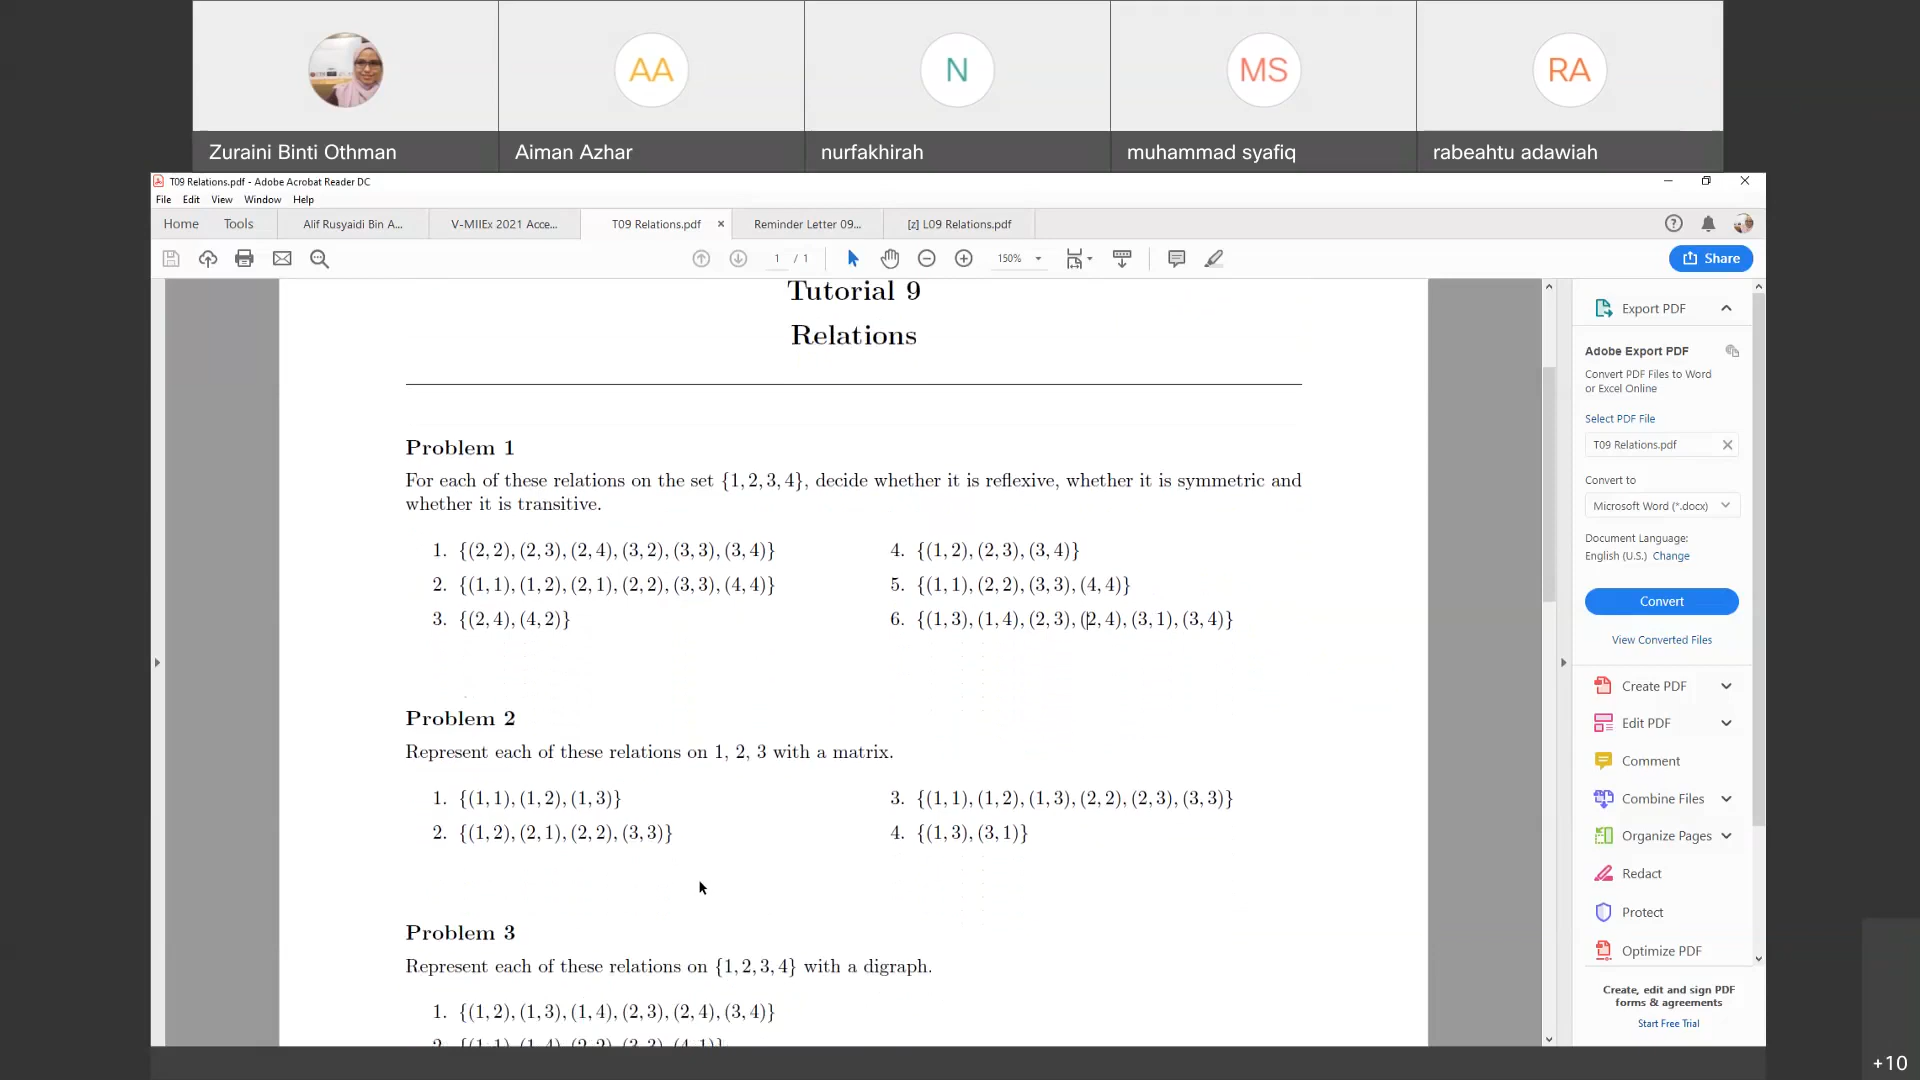 AA
N
MS
RA
Zuraini Binti Othman
Aiman Azhar
nurfakhirah
muhammad syafiq
rabeahtu adawiah
T09 Relations.pdf - Adobe Acrobat Reader DC
File Edit View Window Help
Home Tools Alif Rusyaidi Bin A... V-MIIEx 2021 Acce... T09 Relations.pdf × Reminder Letter 09... [z] L09 Relations.pdf
1 / 1 150% Share
Tutorial 9
Relations
Problem 1
For each of these relations on the set {1, 2, 3, 4}, decide whether it is reflexive, whether it is symmetric and
whether it is transitive.
1. {(2, 2), (2, 3), (2, 4), (3, 2), (3, 3), (3, 4)}
2. {(1, 1), (1, 2), (2, 1), (2, 2), (3, 3), (4, 4)}
3. {(2, 4), (4, 2)}
4. {(1, 2), (2, 3), (3, 4)}
5. {(1, 1), (2, 2), (3, 3), (4, 4)}
6. {(1, 3), (1, 4), (2, 3), (2, 4), (3, 1), (3, 4)}
Problem 2
Represent each of these relations on 1, 2, 3 with a matrix.
1. {(1, 1), (1, 2), (1, 3)}
2. {(1, 2), (2, 1), (2, 2), (3, 3)}
3. {(1, 1), (1, 2), (1, 3), (2, 2), (2, 3), (3, 3)}
4. {(1, 3), (3, 1)}
Problem 3
Represent each of these relations on {1, 2, 3, 4} with a digraph.
1. {(1, 2), (1, 3), (1, 4), (2, 3), (2, 4), (3, 4)}
Export PDF
Adobe Export PDF
Convert PDF Files to Word
or Excel Online
Select PDF File
T09 Relations.pdf
Convert to
Microsoft Word (*.docx)
Document Language:
English (U.S.) Change
Convert
View Converted Files
Create PDF
Edit PDF
Comment
Combine Files
Organize Pages
Redact
Protect
Optimize PDF
Create, edit and sign PDF
forms & agreements
Start Free Trial
+10